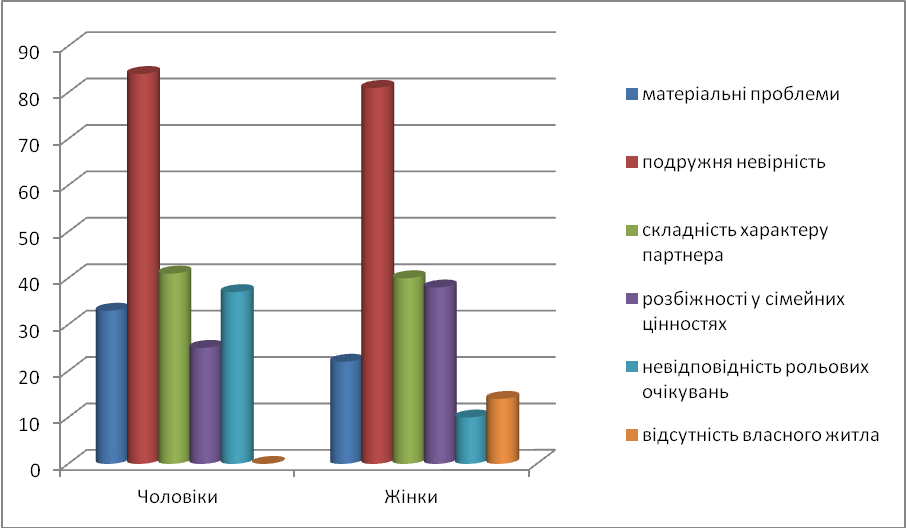 90
80
70
60
50
40
30
20
10
0
Чоловіки
Жінки
матеріальні проблеми
подружня невірність
складність характеру
партнера
розбіжності у сімейних
цінностях
невідповідність рольових
очікувань
відсутність власного житла